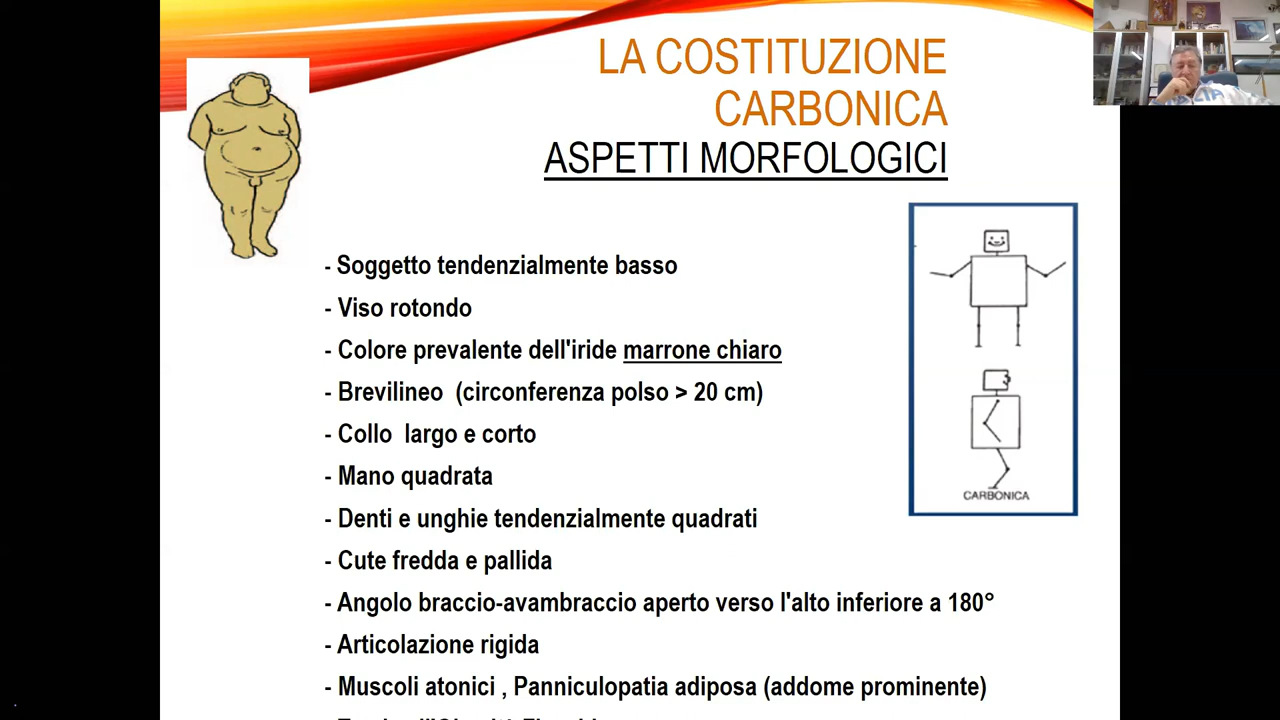 LA COSTITUZIONE
CARBONICA
ASPETTI MORFOLOGICI
- Soggetto tendenzialmente basso
- Viso rotondo
- Colore prevalente dell'iride marrone chiaro
- Brevilineo (circonferenza polso > 20 cm)
- Collo largo e corto
- Mano quadrata
- Denti e unghie tendenzialmente quadrati
- Cute fredda e pallida
- Angolo braccio-avambraccio aperto verso l'alto inferiore a 180°
- Articolazione rigida
- Muscoli atonici , Panniculopatia adiposa (addome prominente)
CARBONICA